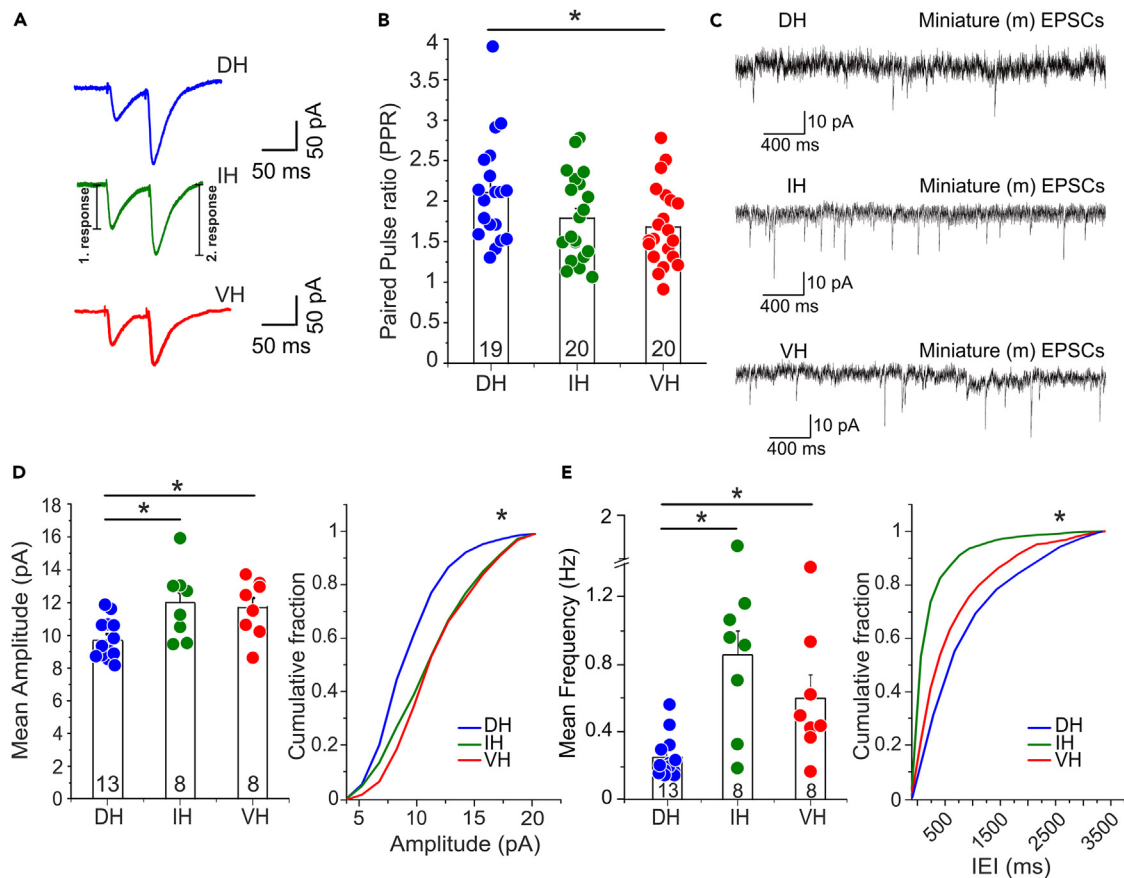 A
DH
50 pA
50 ms
IH
1. response
2. response
VH
50 pA
50 ms
B
*
Paired Pulse ratio (PPR)
4
3.5
3
2.5
2
1.5
1
0.5
0
19
20
20
DH
IH
VH
C
DH
Miniature (m) EPSCs
10 pA
400 ms
IH
Miniature (m) EPSCs
10 pA
400 ms
VH
Miniature (m) EPSCs
10 pA
400 ms
D
*
*
Mean Amplitude (pA)
18
16
14
12
10
8
6
4
2
0
13
8
8
DH
IH
VH
*
Cumulative fraction
1
0.8
0.6
0.4
0.2
DH
IH
VH
5
10
15
20
Amplitude (pA)
E
*
*
Mean Frequency (Hz)
2
1.2
0.8
0.4
0
13
8
8
DH
IH
VH
*
Cumulative fraction
1
0.8
0.6
0.4
0.2
0
DH
IH
VH
500
1500
2500
3500
IEI (ms)